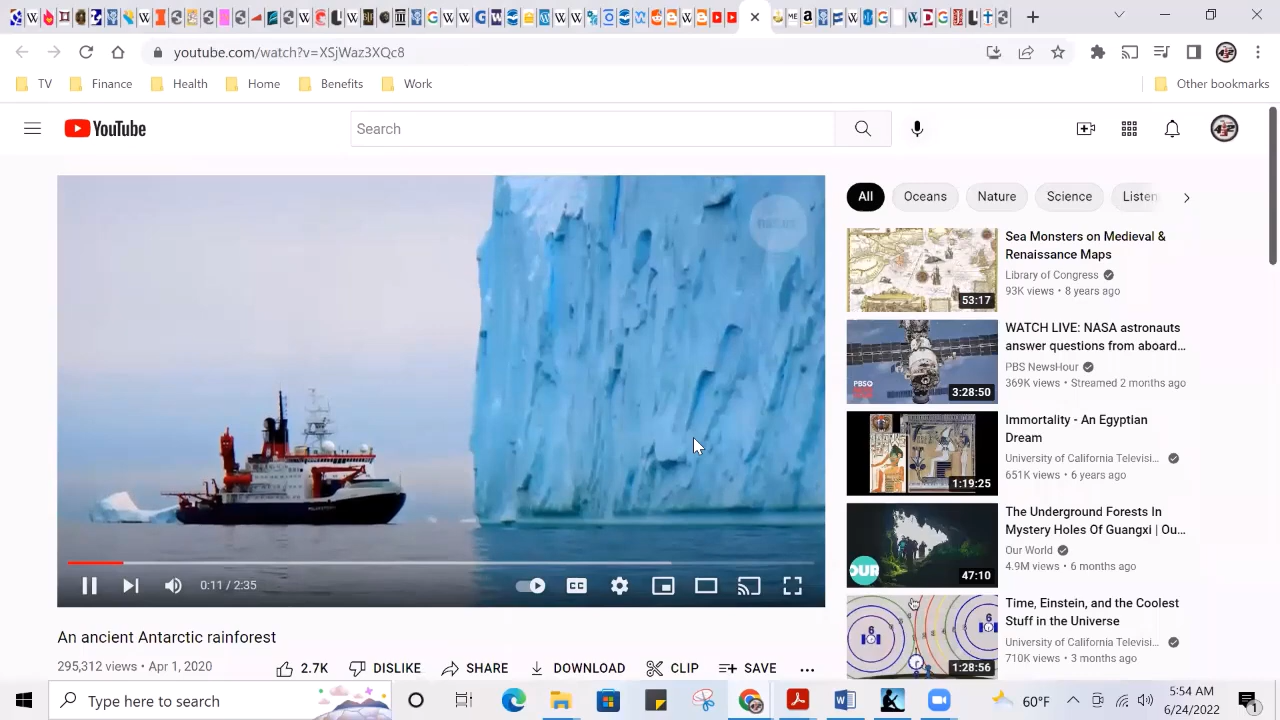 youtube.com/watch?v=XSjWaz3XQc8
TV Finance Health Home Benefits Work Other bookmarks
YouTube
Search
nature
All Oceans Nature Science Listen
Sea Monsters on Medieval &
Renaissance Maps
Library of Congress
93K views • 8 years ago
53:17
WATCH LIVE: NASA astronauts
answer questions from aboard...
PBS NewsHour
369K views • Streamed 2 months ago
3:28:50
Immortality - An Egyptian
Dream
University of California Televisi...
651K views • 6 years ago
1:19:25
The Underground Forests In
Mystery Holes Of Guangxi | Ou...
Our World
4.9M views • 6 months ago
OUR
47:10
Time, Einstein, and the Coolest
Stuff in the Universe
University of California Televisi...
710K views • 3 months ago
6
6
1:28:56
0:11 / 2:35
CC
An ancient Antarctic rainforest
295,312 views • Apr 1, 2020
2.7K DISLIKE SHARE DOWNLOAD CLIP SAVE
Type here to search
60°F
5:54 AM
6/24/2022
1